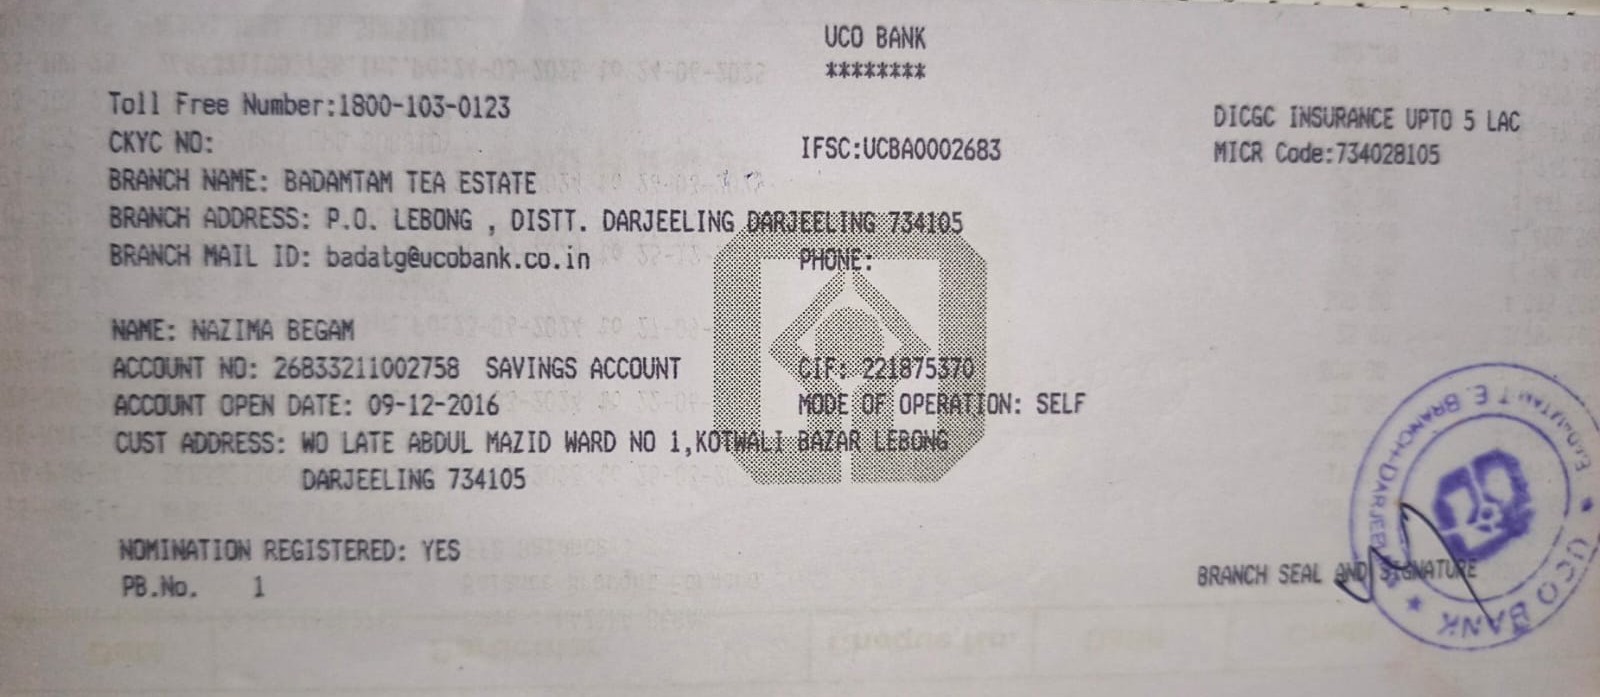 UCO BANK
********
Toll Free Number:1800-103-0123
DICGC INSURANCE UPTO 5 LAC
CKYC NO:
IFSC:UCBA0002683
MICR Code:734028105
BRANCH NAME: BADAMTAM TEA ESTATE
BRANCH ADDRESS: P.O. LEBONG , DISTT. DARJEELING DARJEELING 734105
BRANCH MAIL ID: badatg@ucobank.co.in
PHONE:
NAME: NAZIMA BEGAM
ACCOUNT NO: 26833211002758 SAVINGS ACCOUNT
CIF: 221875370
ACCOUNT OPEN DATE: 09-12-2016
MODE OF OPERATION: SELF
CUST ADDRESS: WO LATE ABDUL MAZID WARD NO 1,KOTWALI BAZAR LEBONG
DARJEELING 734105
NOMINATION REGISTERED: YES
PB.No. 1
BRANCH SEAL AND SIGNATURE
T.E. BRANCH
UCO BANK